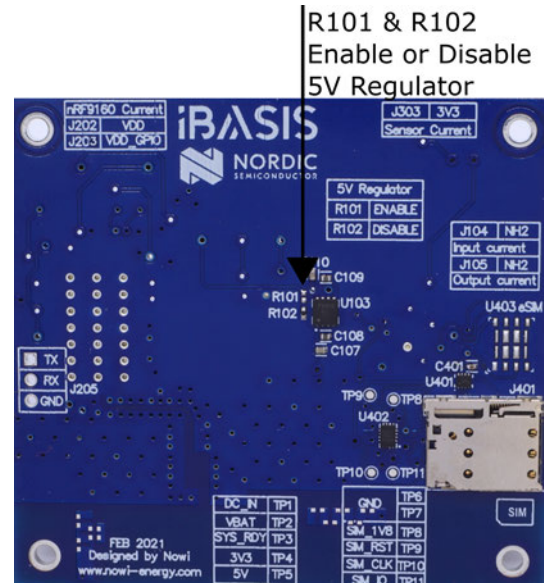 R101 & R102
Enable or Disable
5V Regulator
nRF9160 Current
J202 VDD
J203 VDD_GPIO
iBASIS
NORDIC
SEMICONDUCTOR
J303 3V3
Sensor Current
5V Regulator
R101 ENABLE
R102 DISABLE
J104 NH2
Input current
J105 NH2
Output current
10
C109
R101
U103
R102
C108
C107
U403 eSIM
C401
U401
J401
TX
RX
GND
J205
TP9
TP8
U402
TP10
TP11
DC_IN TP1
VBAT TP2
SYS_RDY TP3
3V3 TP4
5V TP5
GND TP6
TP7
SIM_1V8 TP8
SIM_RST TP9
SIM_CLK TP10
SIM_IO
SIM
FEB 2021
Designed by Nowi
www.nowi-energy.com